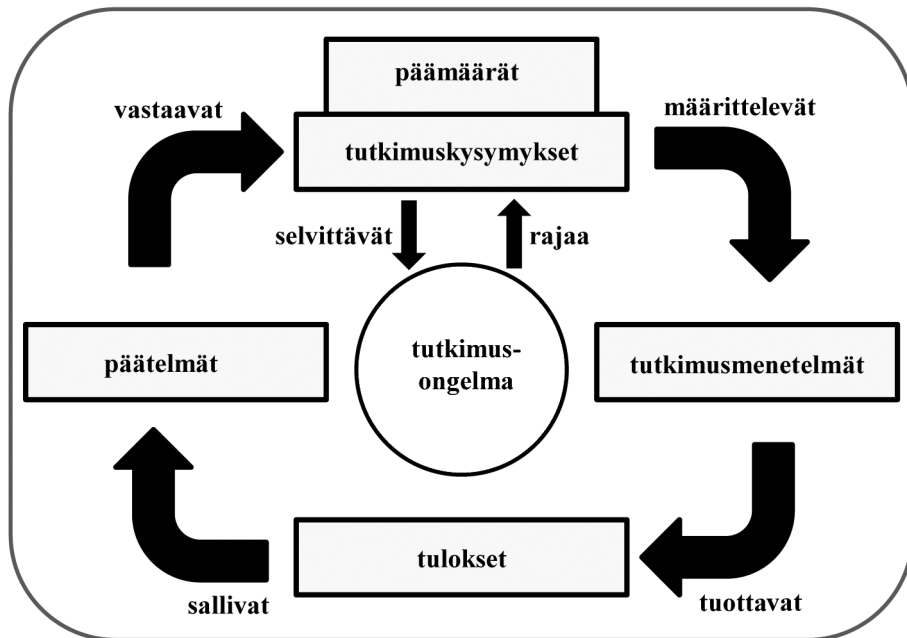 päämäärät
vastaavat
määrittelevät
tutkimuskysymykset
selvittävät
rajaa
päätelmät
tutkimus-
ongelma
tutkimusmenetelmät
tulokset
sallivat
tuottavat